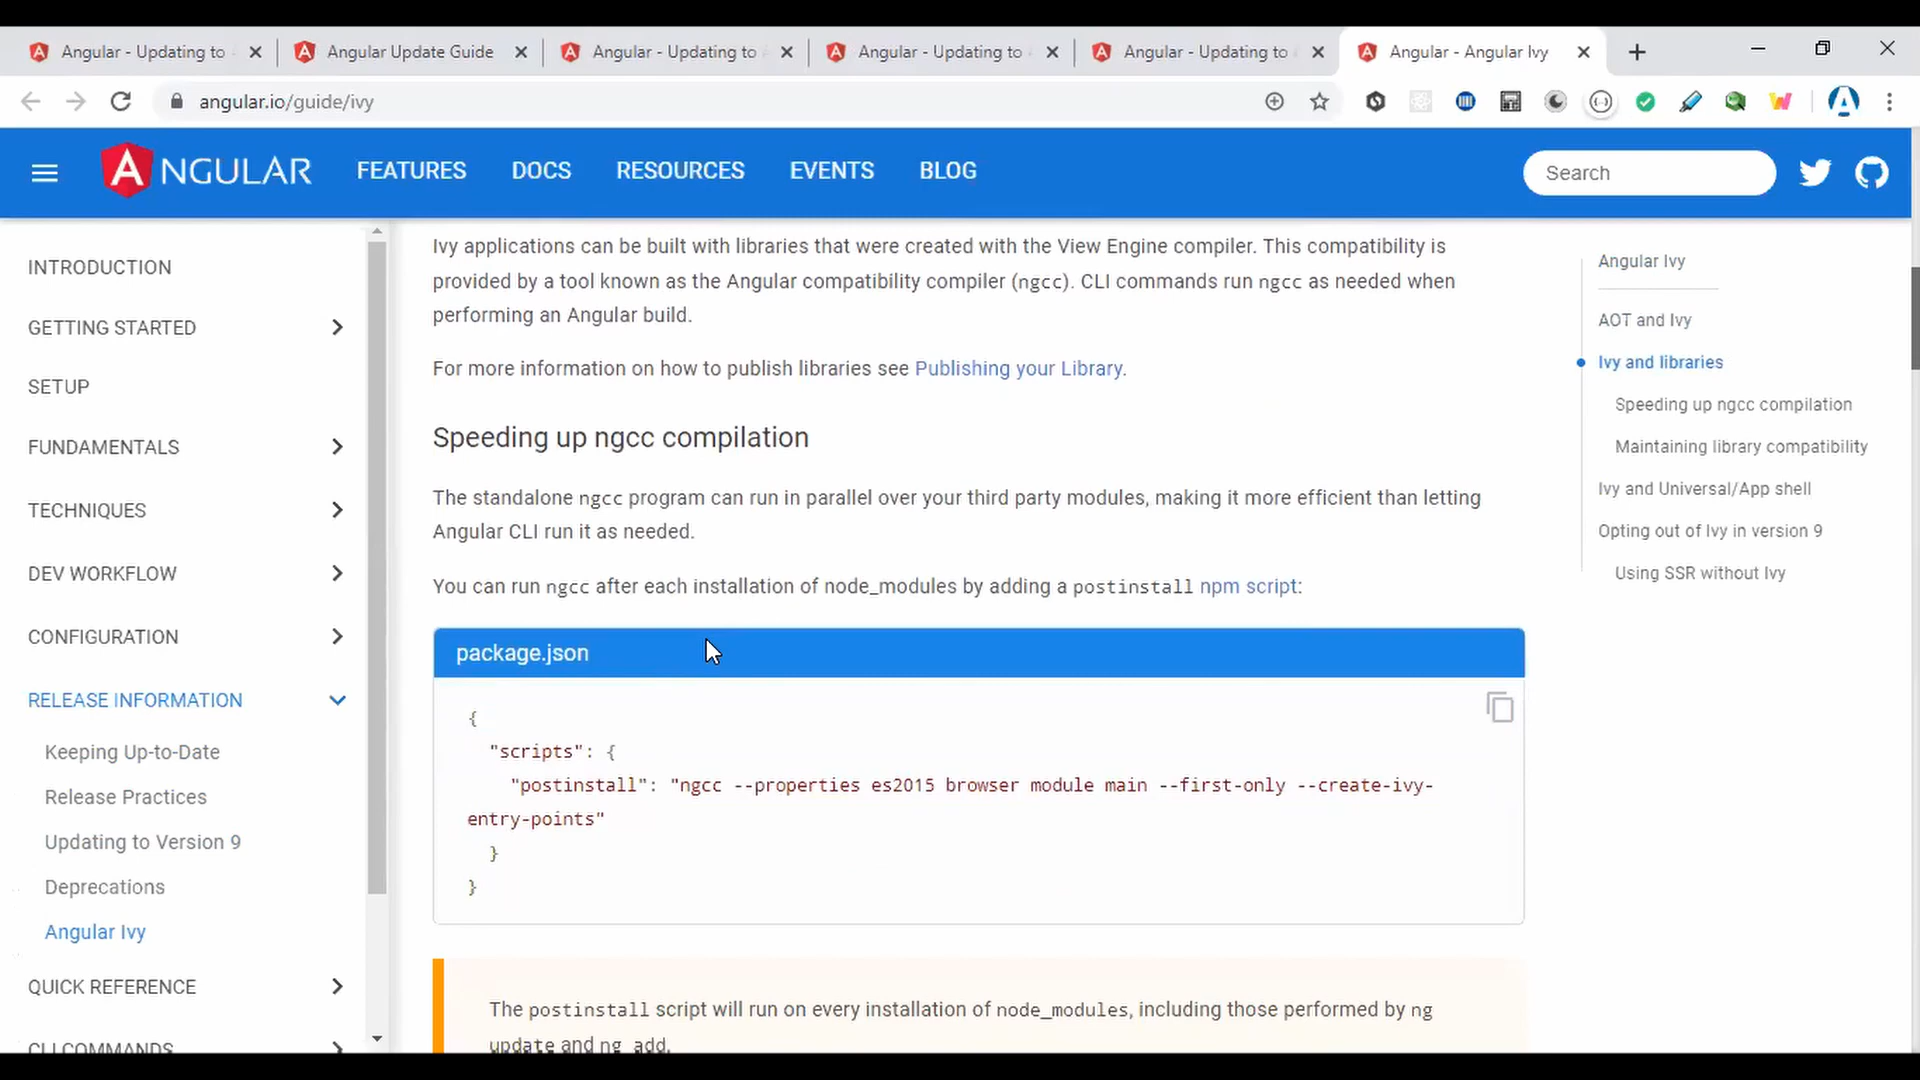 Angular - Updating to
Angular Update Guide
Angular - Updating to
Angular - Updating to
Angular - Updating to
Angular - Angular Ivy
angular.io/guide/ivy
ANGULAR
FEATURES
DOCS
RESOURCES
EVENTS
BLOG
Search
INTRODUCTION
GETTING STARTED
SETUP
FUNDAMENTALS
TECHNIQUES
DEV WORKFLOW
CONFIGURATION
RELEASE INFORMATION
Keeping Up-to-Date
Release Practices
Updating to Version 9
Deprecations
Angular Ivy
QUICK REFERENCE
CLI COMMANDS
Ivy applications can be built with libraries that were created with the View Engine compiler. This compatibility is
provided by a tool known as the Angular compatibility compiler (ngcc). CLI commands run ngcc as needed when
performing an Angular build.
For more information on how to publish libraries see Publishing your Library.
Speeding up ngcc compilation
The standalone ngcc program can run in parallel over your third party modules, making it more efficient than letting
Angular CLI run it as needed.
You can run ngcc after each installation of node_modules by adding a postinstall npm script:
package.json
{
"scripts": {
"postinstall": "ngcc --properties es2015 browser module main --first-only --create-ivy-
entry-points"
}
}
The postinstall script will run on every installation of node_modules, including those performed by ng
update and ng add.
Angular Ivy
AOT and Ivy
Ivy and libraries
Speeding up ngcc compilation
Maintaining library compatibility
Ivy and Universal/App shell
Opting out of Ivy in version 9
Using SSR without Ivy